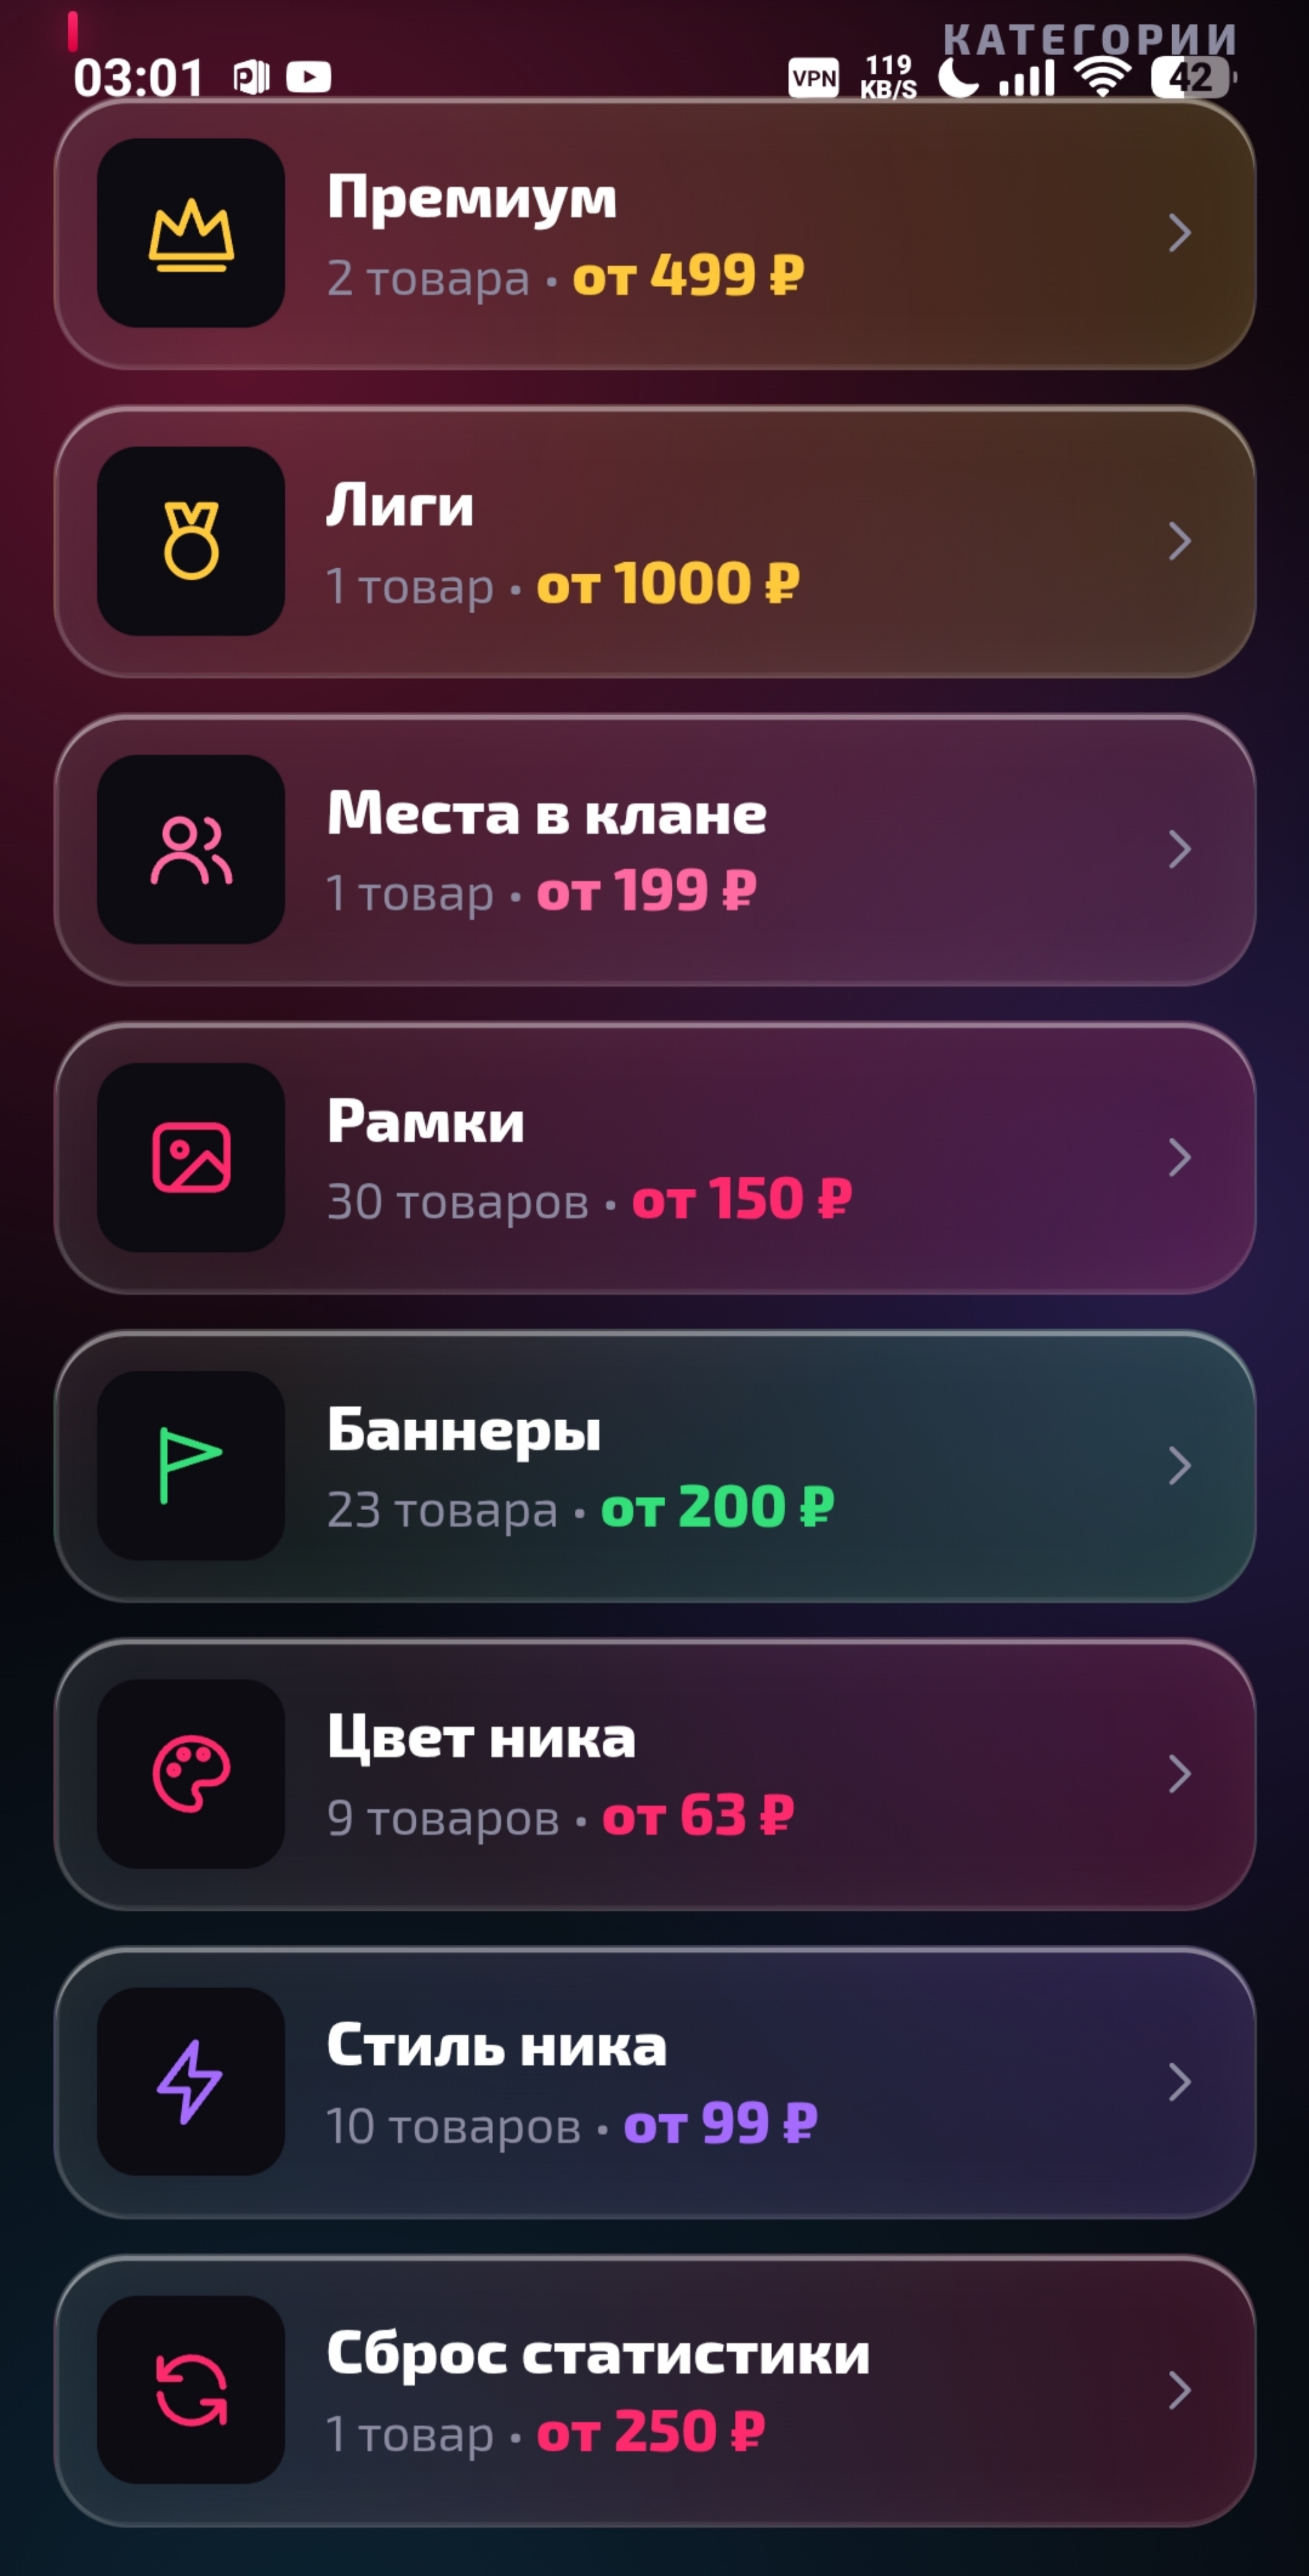 КАТЕГОРИИ
03:01 VPN 119 KB/S 42
Премиум
2 товара • от 499 ₽
Лиги
1 товар • от 1000 ₽
Места в клане
1 товар • от 199 ₽
Рамки
30 товаров • от 150 ₽
Баннеры
23 товара • от 200 ₽
Цвет ника
9 товаров • от 63 ₽
Стиль ника
10 товаров • от 99 ₽
Сброс статистики
1 товар • от 250 ₽